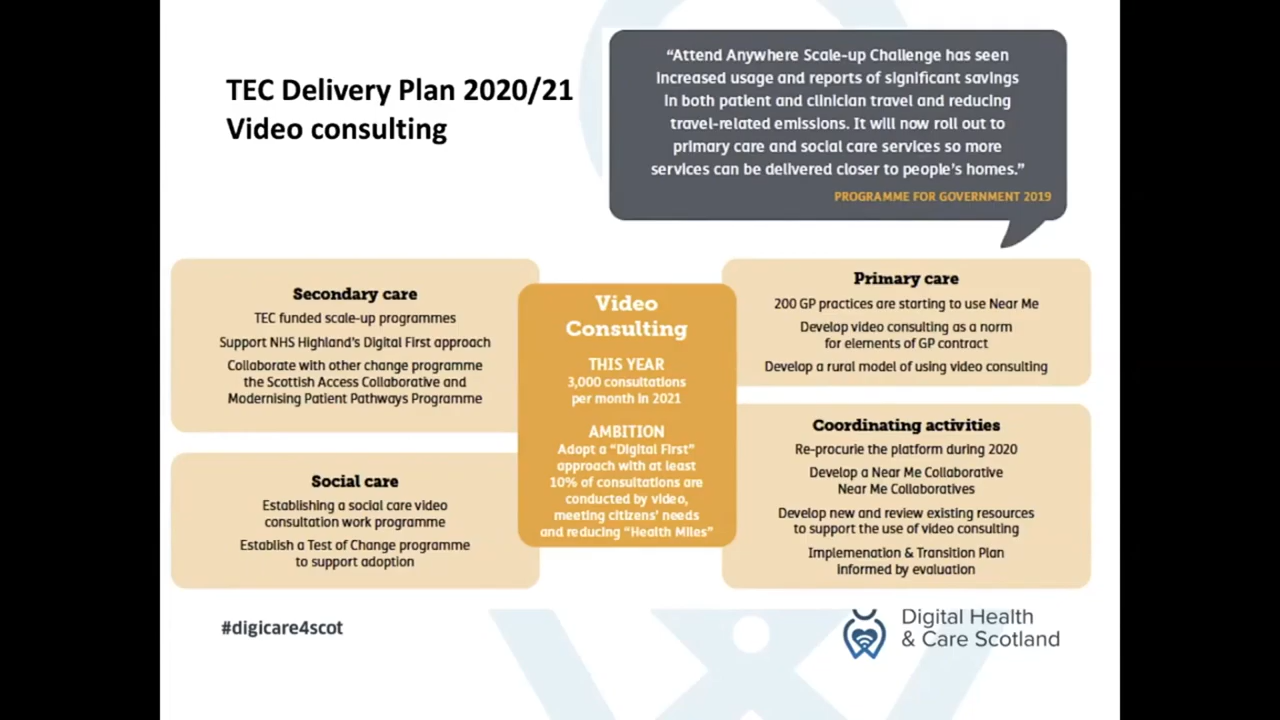 TEC Delivery Plan 2020/21
Video consulting
“Attend Anywhere Scale-up Challenge has seen
increased usage and reports of significant savings
in both patient and clinician travel and reducing
travel-related emissions. It will now roll out to
primary care and social care services so more
services can be delivered closer to people’s homes.”
PROGRAMME FOR GOVERNMENT 2019
Secondary care
TEC funded scale-up programmes
Support NHS Highland’s Digital First approach
Collaborate with other change programme
the Scottish Access Collaborative and
Modernising Patient Pathways Programme
Social care
Establishing a social care video
consultation work programme
Establish a Test of Change programme
to support adoption
Video
Consulting
THIS YEAR
3,000 consultations
per month in 2021
AMBITION
Adopt a “Digital First”
approach with at least
10% of consultations are
conducted by video,
meeting citizens’ needs
and reducing “Health Miles”
Primary care
200 GP practices are starting to use Near Me
Develop video consulting as a norm
for elements of GP contract
Develop a rural model of using video consulting
Coordinating activities
Re-procurie the platform during 2020
Develop a Near Me Collaborative
Near Me Collaboratives
Develop new and review existing resources
to support the use of video consulting
Implemenation & Transition Plan
informed by evaluation
#digicare4scot
Digital Health
& Care Scotland